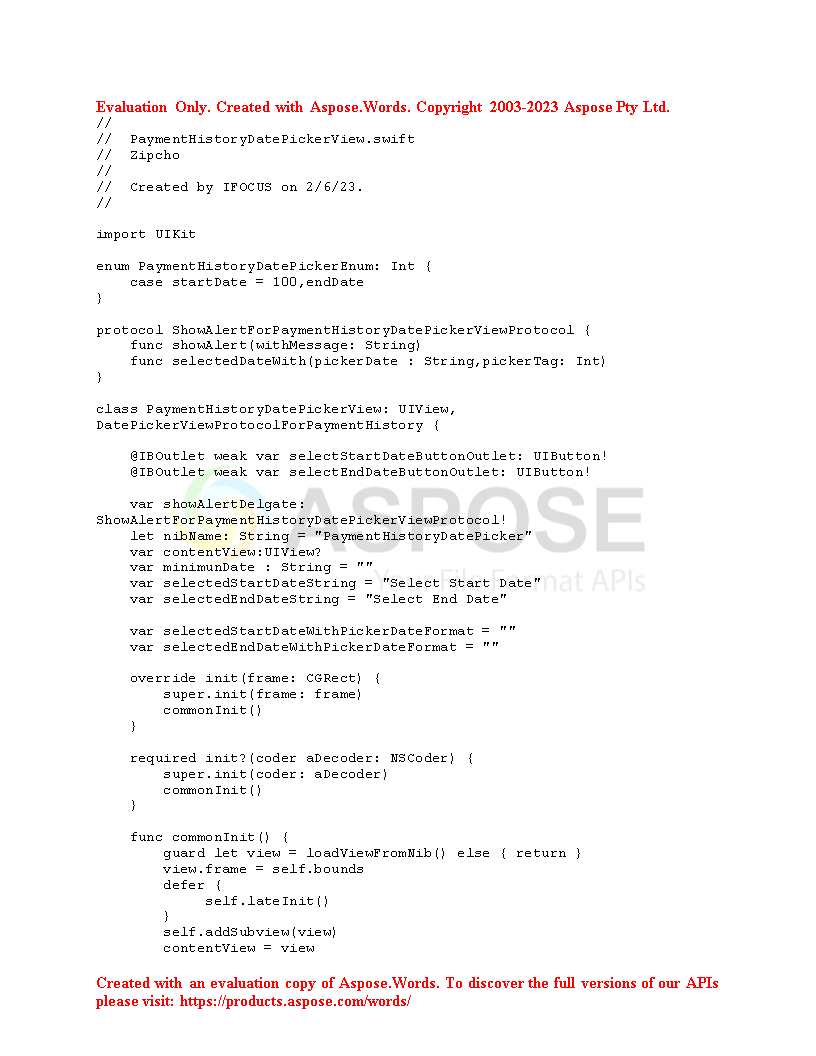 Evaluation Only. Created with Aspose.Words. Copyright 2003-2023 Aspose Pty Ltd.
//
//  PaymentHistoryDatePickerView.swift
//  Zipcho
//
//  Created by IFOCUS on 2/6/23.
//
import UIKit
enum PaymentHistoryDatePickerEnum: Int {
    case startDate = 100,endDate
}
protocol ShowAlertForPaymentHistoryDatePickerViewProtocol {
    func showAlert(withMessage: String)
    func selectedDateWith(pickerDate : String,pickerTag: Int)
}
class PaymentHistoryDatePickerView: UIView,
DatePickerViewProtocolForPaymentHistory {
    @IBOutlet weak var selectStartDateButtonOutlet: UIButton!
    @IBOutlet weak var selectEndDateButtonOutlet: UIButton!
    var showAlertDelgate:
ShowAlertForPaymentHistoryDatePickerViewProtocol!
    let nibName: String = "PaymentHistoryDatePicker"
    var contentView:UIView?
    var minimunDate : String = ""
    var selectedStartDateString = "Select Start Date"
    var selectedEndDateString = "Select End Date"
    var selectedStartDateWithPickerDateFormat = ""
    var selectedEndDateWithPickerDateFormat = ""
    override init(frame: CGRect) {
        super.init(frame: frame)
        commonInit()
    }
    required init?(coder aDecoder: NSCoder) {
        super.init(coder: aDecoder)
        commonInit()
    }
    func commonInit() {
        guard let view = loadViewFromNib() else { return }
        view.frame = self.bounds
        defer {
             self.lateInit()
        }
        self.addSubview(view)
        contentView = view
ASPOSE
Your File Format APIs
Created with an evaluation copy of Aspose.Words. To discover the full versions of our APIs
please visit: https://products.aspose.com/words/